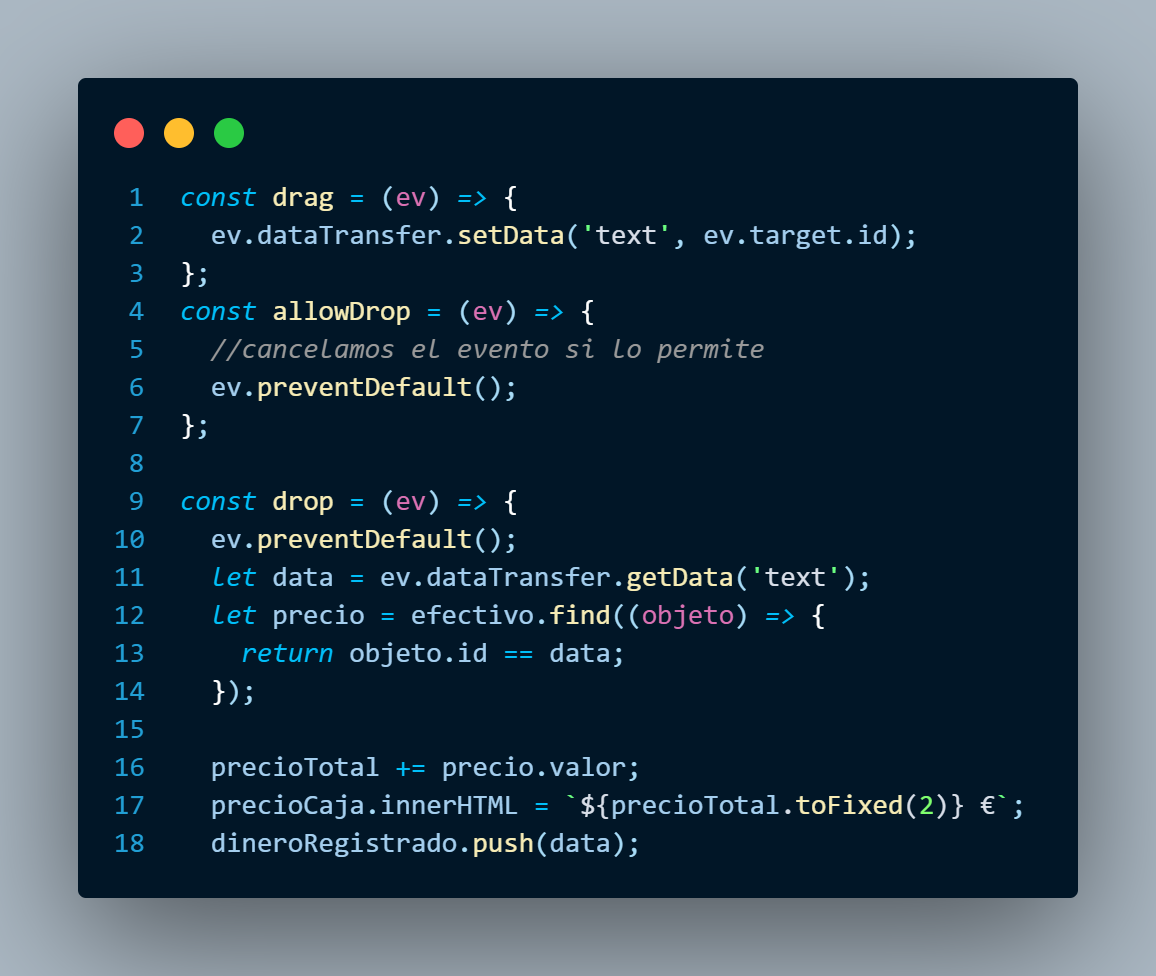 1 const drag = (ev) => {
2 ev.dataTransfer.setData('text', ev.target.id);
3 };
4 const allowDrop = (ev) => {
5 //cancelamos el evento si lo permite
6 ev.preventDefault();
7 };
8
9 const drop = (ev) => {
10 ev.preventDefault();
11 let data = ev.dataTransfer.getData('text');
12 let precio = efectivo.find((objeto) => {
13 return objeto.id == data;
14 });
15
16 precioTotal += precio.valor;
17 precioCaja.innerHTML = `${precioTotal.toFixed(2)} €`;
18 dineroRegistrado.push(data);